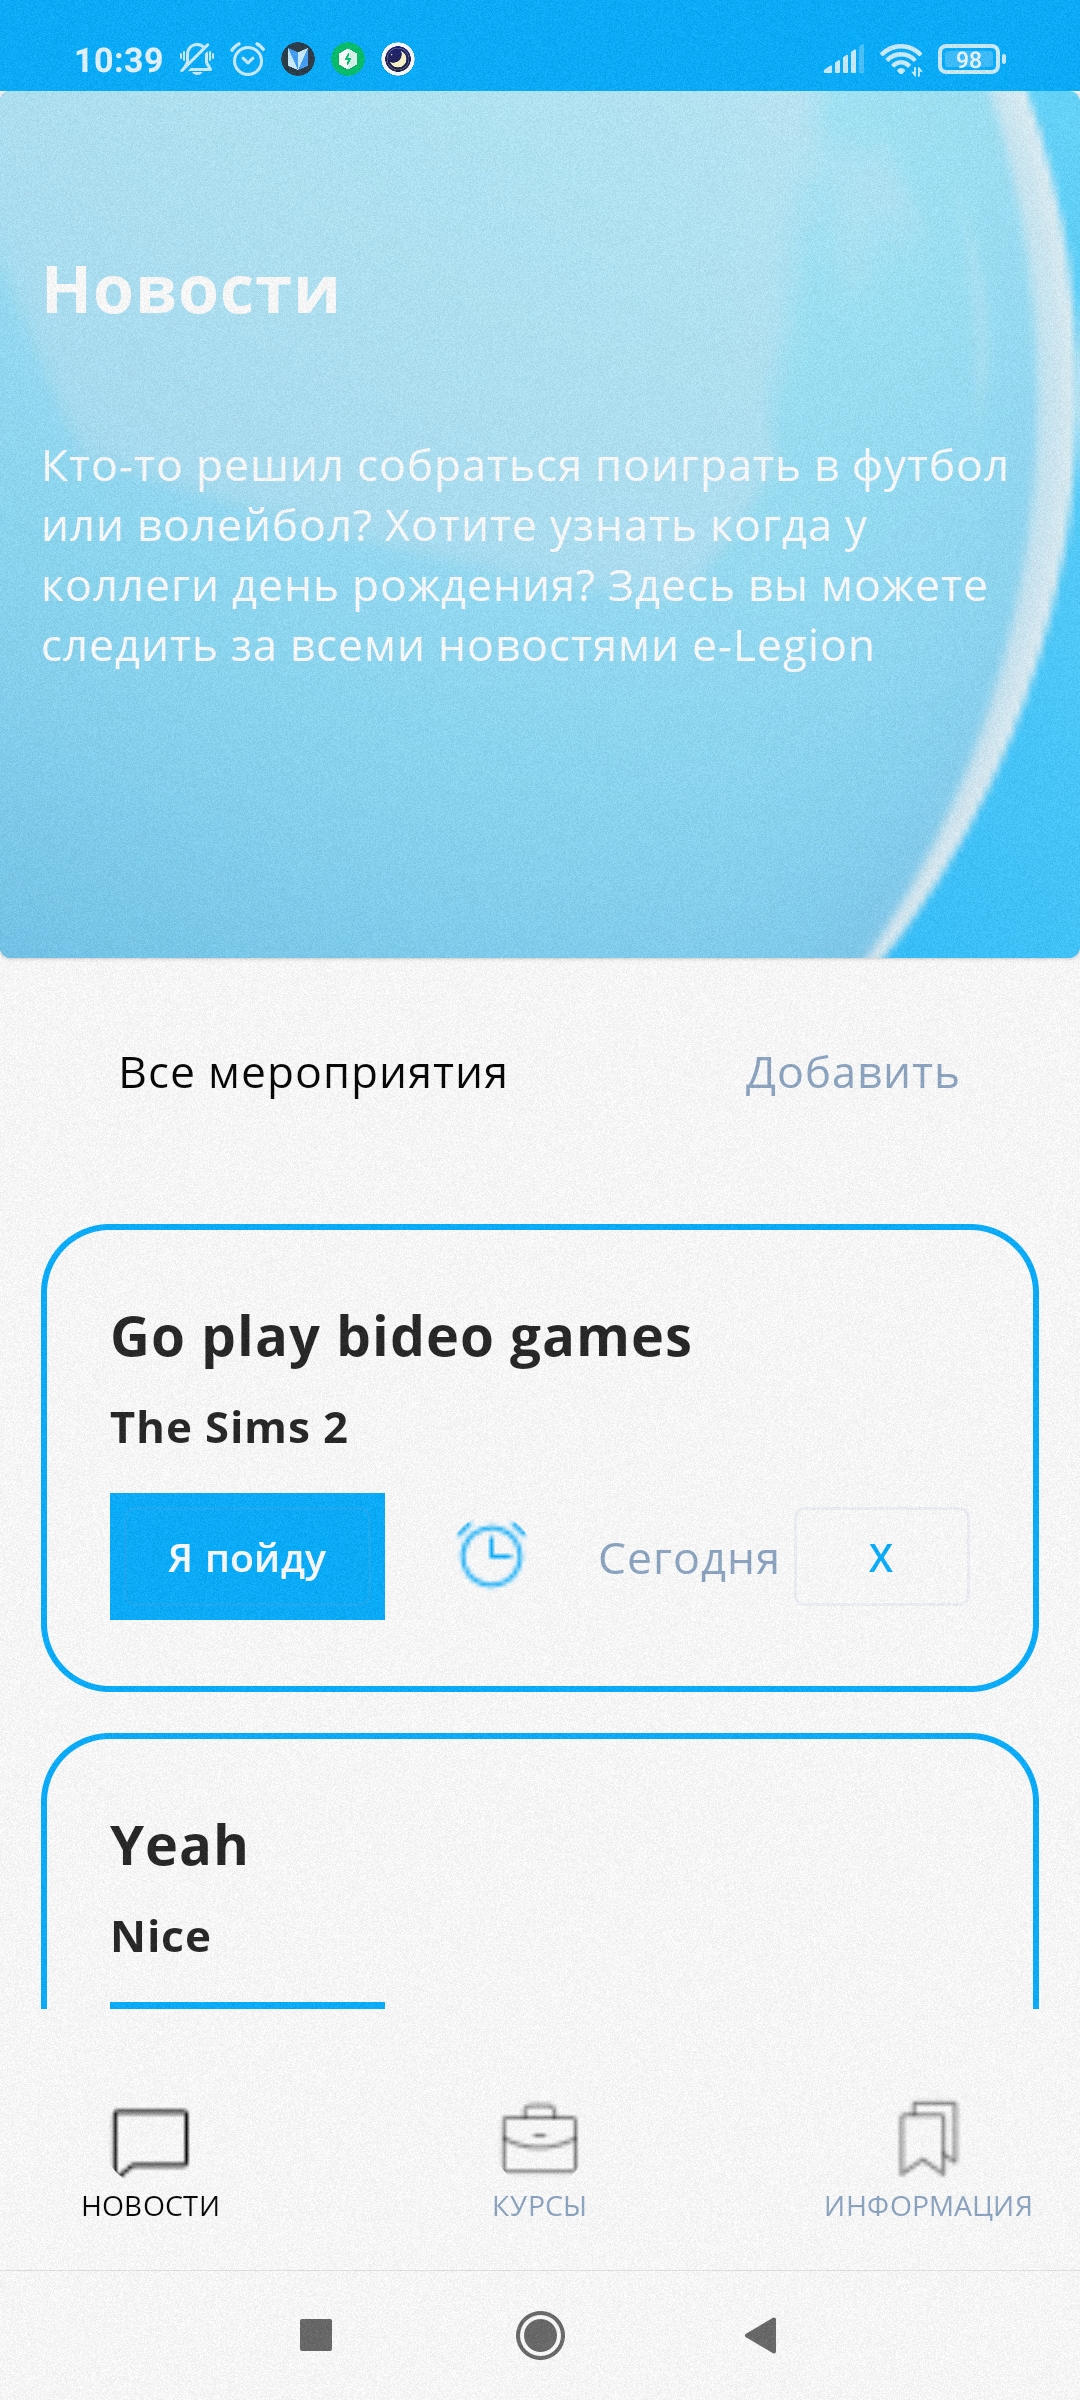 10:39
98
Новости
Кто-то решил собраться поиграть в футбол
или волейбол? Хотите узнать когда у
коллеги день рождения? Здесь вы можете
следить за всеми новостями e-Legion
Все мероприятия
Добавить
Go play bideo games
The Sims 2
Я пойду
Сегодня
X
Yeah
Nice
НОВОСТИ
КУРСЫ
ИНФОРМАЦИЯ